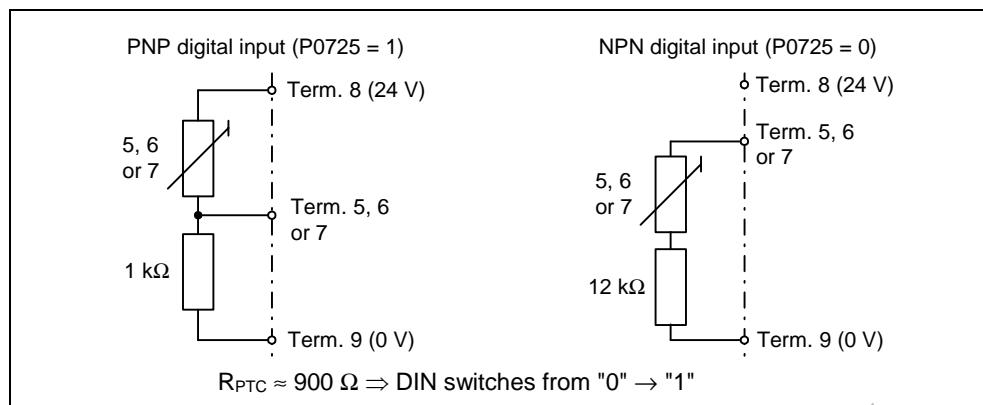 PNP digital input (P0725 = 1)
Term. 8 (24 V)
5, 6
or 7
Term. 5, 6
or 7
1 kΩ
Term. 9 (0 V)
NPN digital input (P0725 = 0)
Term. 8 (24 V)
Term. 5, 6
or 7
5, 6
or 7
12 kΩ
Term. 9 (0 V)
RPTC ≈ 900 Ω ⇒ DIN switches from "0" → "1"